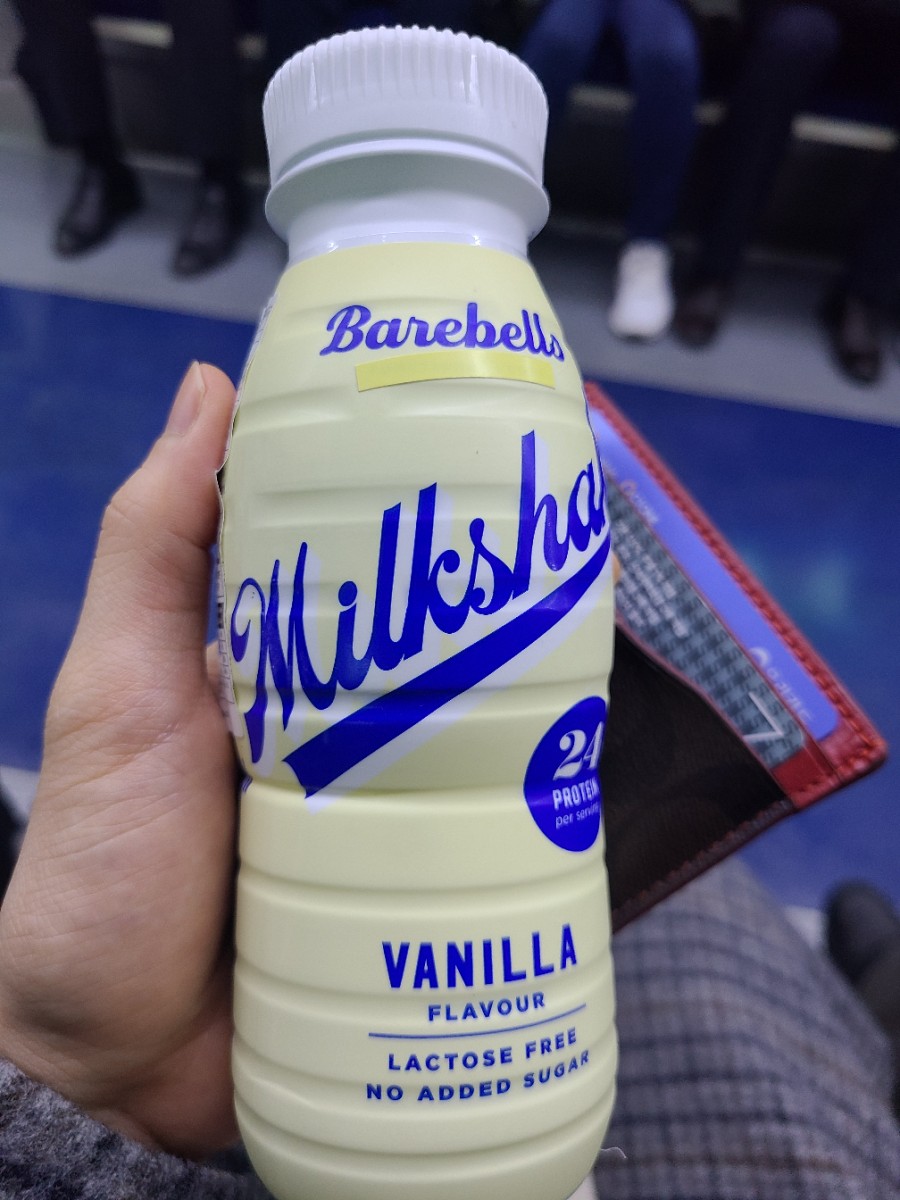 Barebells
Milksha
24
PROTEIN
per serving
VANILLA
FLAVOUR
LACTOSE FREE
NO ADDED SUGAR